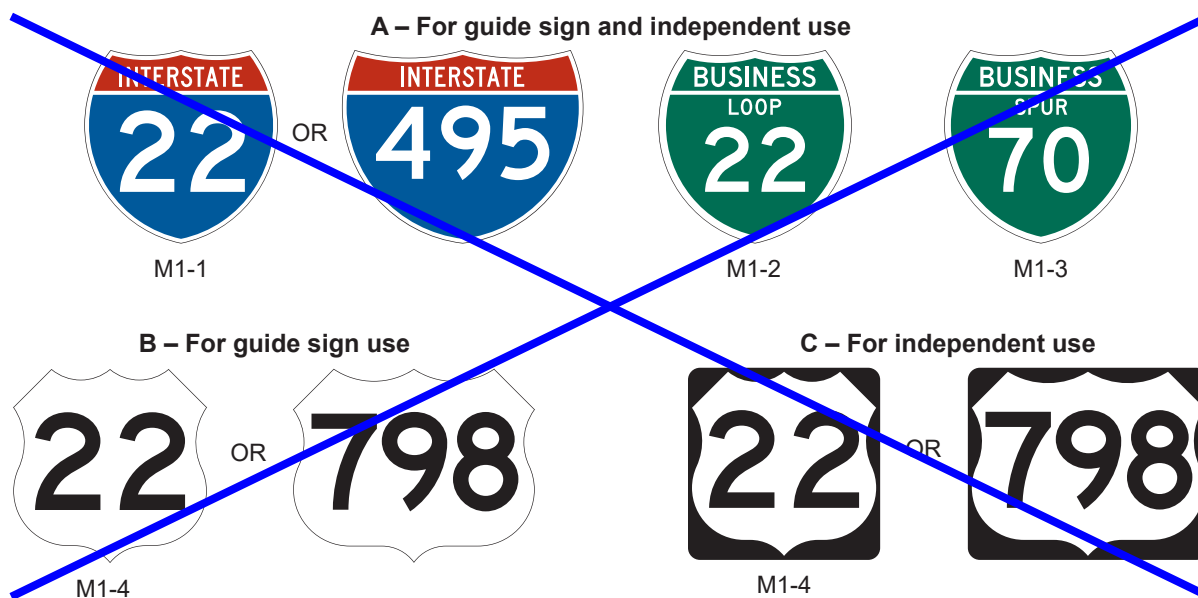 A – For guide sign and independent use
INTERSTATE
22
OR
INTERSTATE
495
BUSINESS
LOOP
22
BUSINESS
SPUR
70
M1-1
M1-2
M1-3
B – For guide sign use
22
OR
798
M1-4
C – For independent use
22
OR
798
M1-4